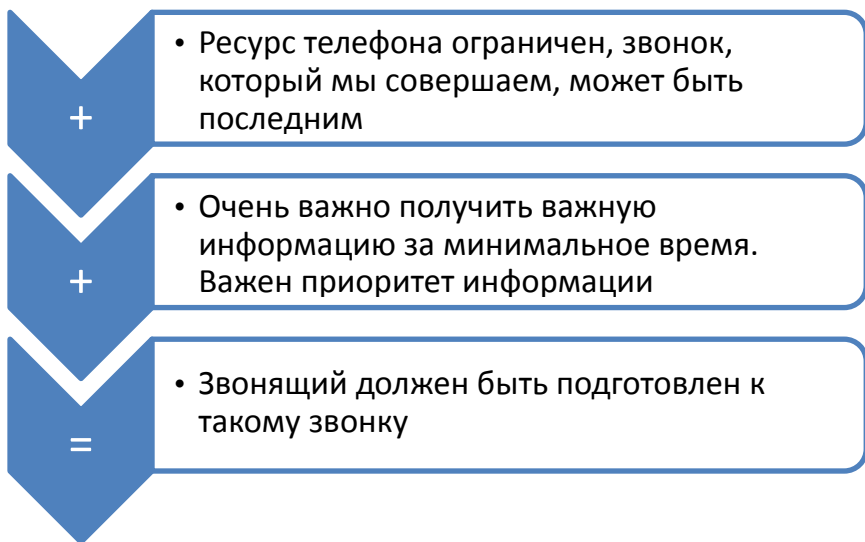 +
• Ресурс телефона ограничен, звонок,
который мы совершаем, может быть
последним
+
• Очень важно получить важную
информацию за минимальное время.
Важен приоритет информации
=
• Звонящий должен быть подготовлен к
такому звонку